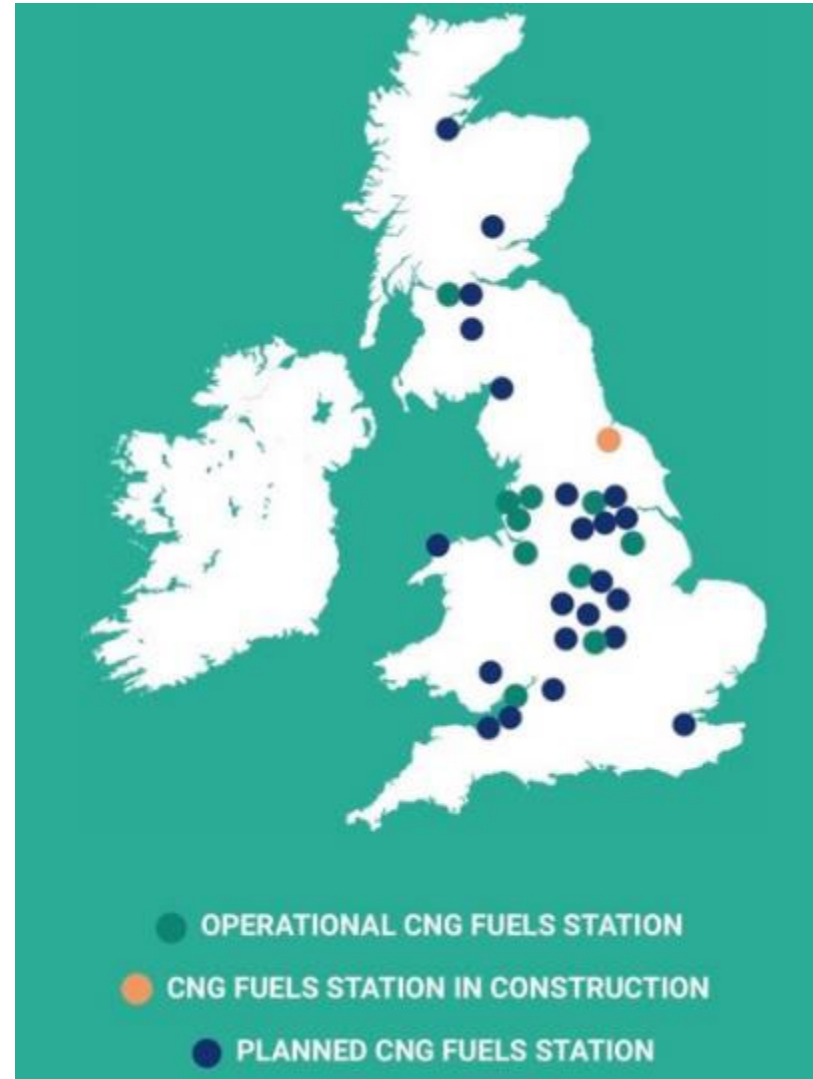 OPERATIONAL CNG FUELS STATION
CNG FUELS STATION IN CONSTRUCTION
PLANNED CNG FUELS STATION